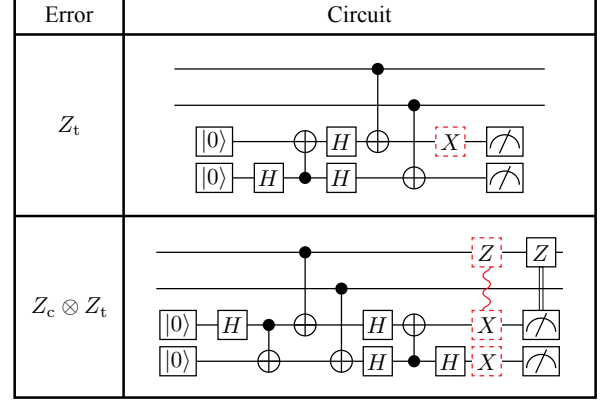 Error Circuit
Z_t
|0⟩ H X
|0⟩ H H
Z_c ⊗ Z_t
Z Z
|0⟩ H H X
|0⟩ H H X